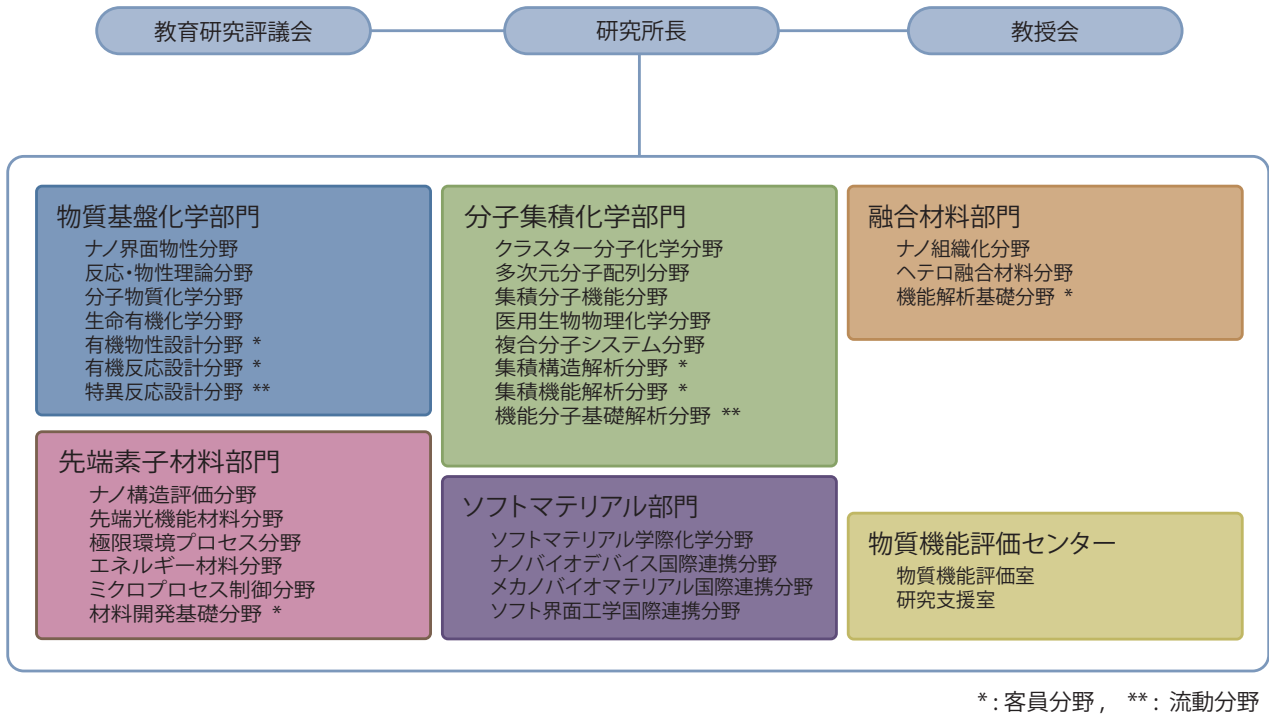 教育研究評議会
研究所長
教授会
物質基盤化学部門
ナノ界面物性分野
反応・物性理論分野
分子物質化学分野
生命有機化学分野
有機物性設計分野 *
有機反応設計分野 *
特異反応設計分野 **
分子集積化学部門
クラスター分子化学分野
多次元分子配列分野
集積分子機能分野
医用生物物理化学分野
複合分子システム分野
集積構造解析分野 *
集積機能解析分野 *
機能分子基礎解析分野 **
融合材料部門
ナノ組織化分野
ヘテロ融合材料分野
機能解析基礎分野 *
先端素子材料部門
ナノ構造評価分野
先端光機能材料分野
極限環境プロセス分野
エネルギー材料分野
ミクロプロセス制御分野
材料開発基礎分野 *
ソフトマテリアル部門
ソフトマテリアル学際化学分野
ナノバイオデバイス国際連携分野
メカノバイオマテリアル国際連携分野
ソフト界面工学国際連携分野
物質機能評価センター
物質機能評価室
研究支援室
*：客員分野， **：流動分野